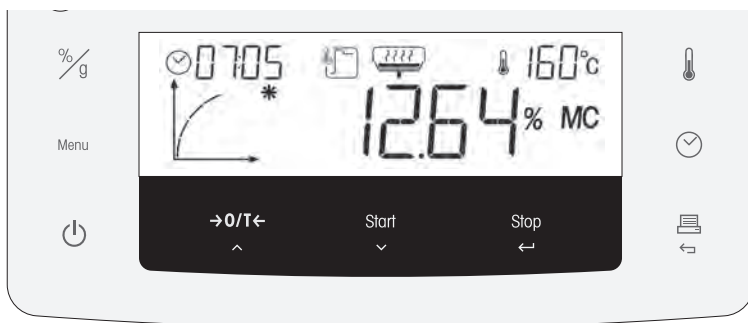 %/g
07:05
160°C
*
12.64% MC
Menu
→0/T←
Start
Stop